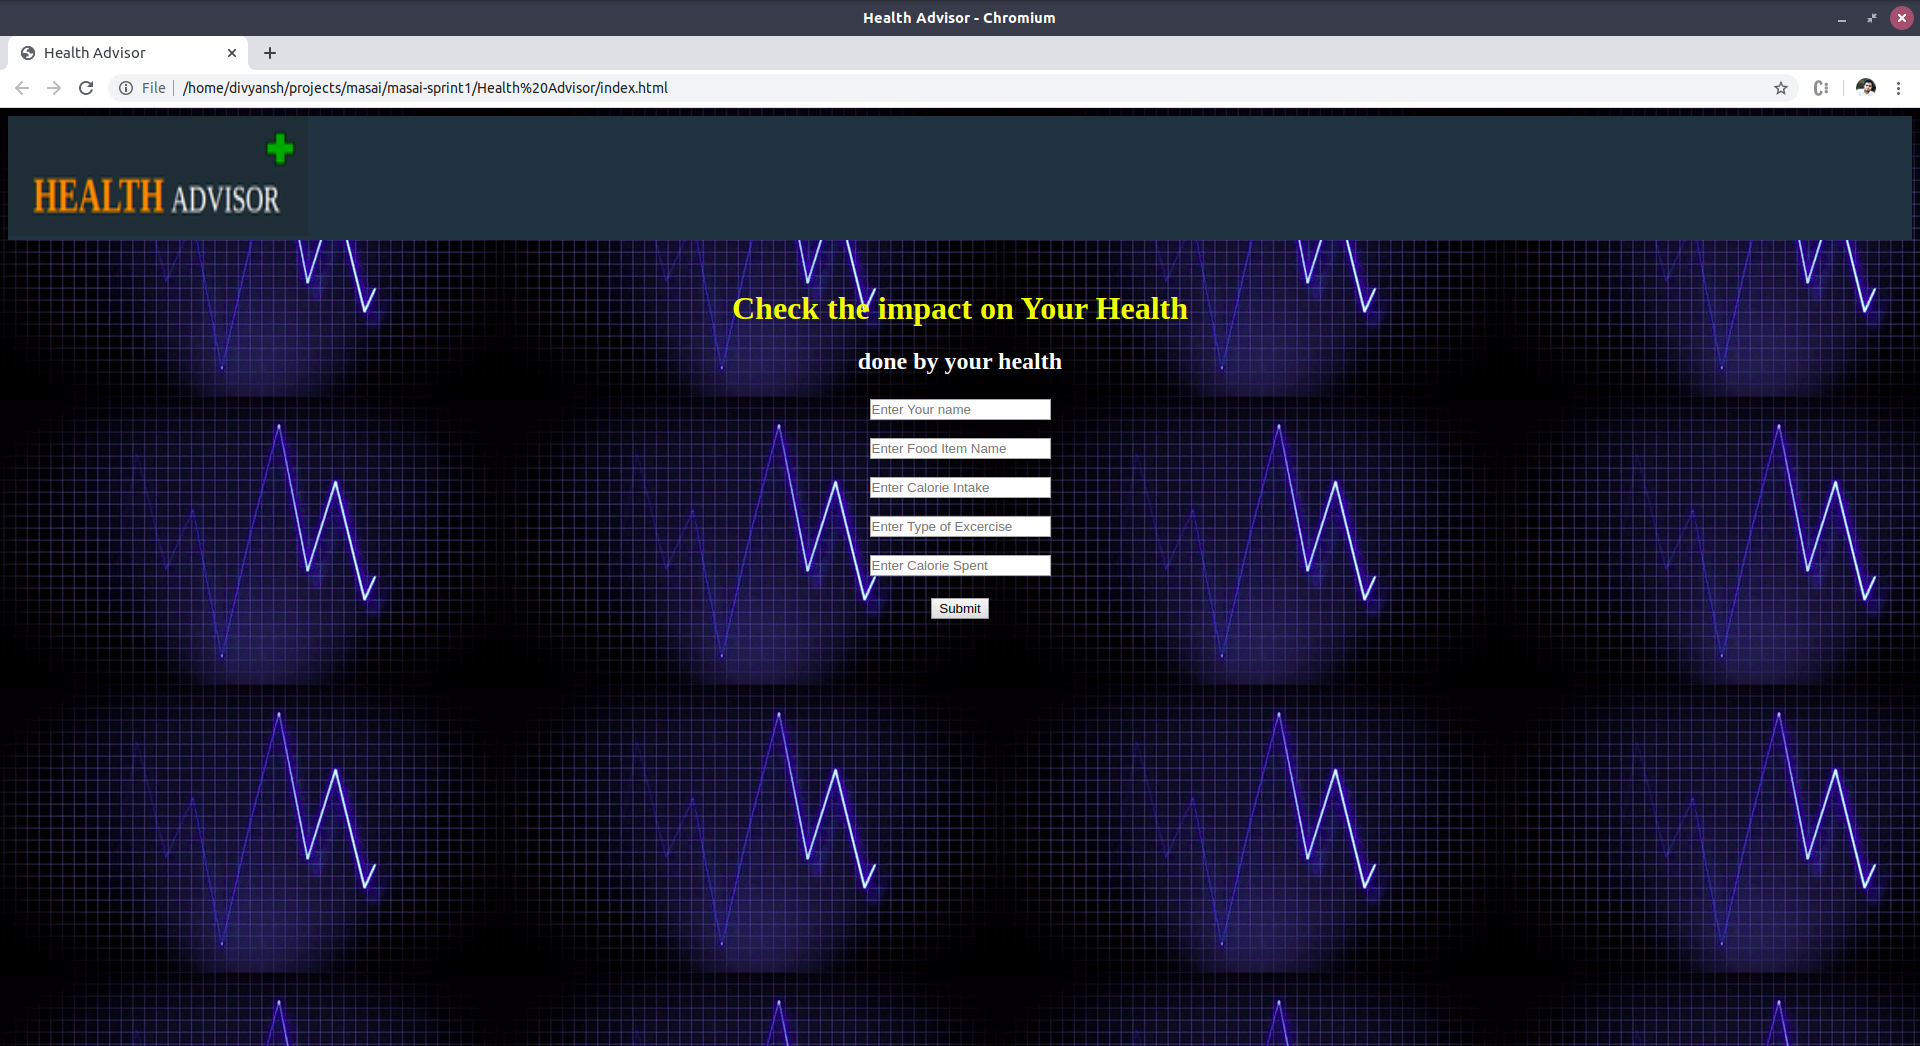 Health Advisor - Chromium
Health Advisor
File
/home/divyansh/projects/masai/masai-sprint1/Health%20Advisor/index.html
HEALTH ADVISOR
Check the impact on Your Health
done by your health
Enter Your name
Enter Food Item Name
Enter Calorie Intake
Enter Type of Excercise
Enter Calorie Spent
Submit